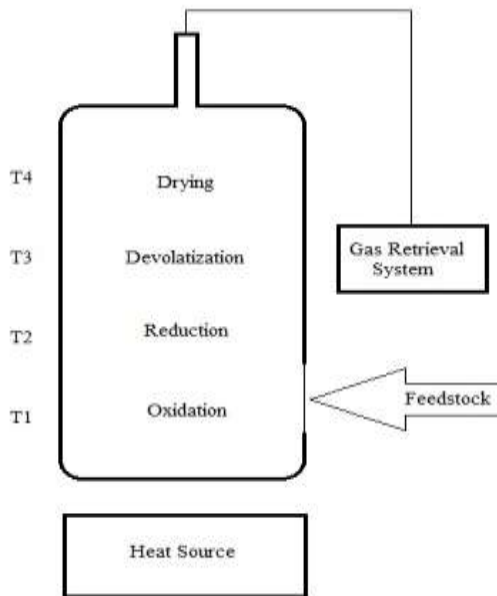 T4
Drying
T3
Devolatization
Gas Retrieval
System
T2
Reduction
T1
Oxidation
Feedstock
Heat Source